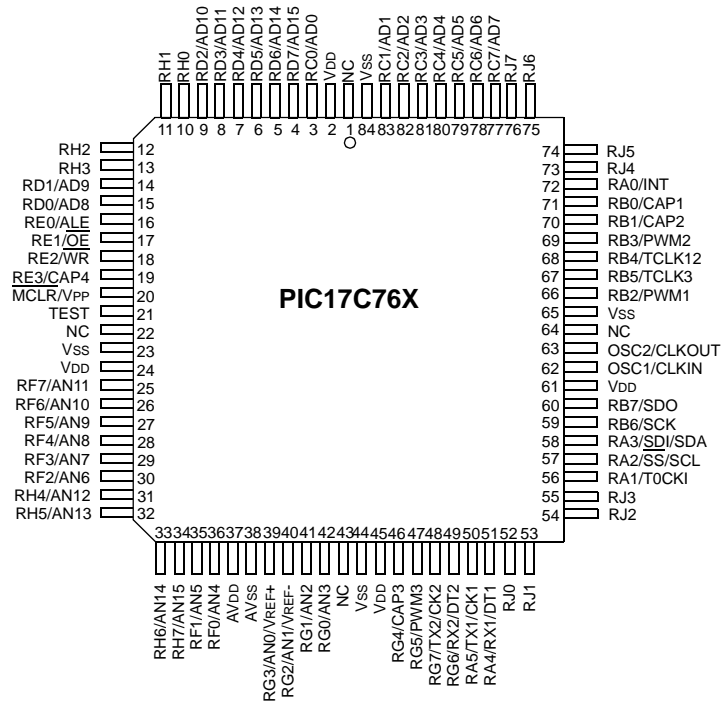 RH1
RH0
RD2/AD10
RD3/AD11
RD4/AD12
RD5/AD13
RD6/AD14
RD7/AD15
RC0/AD0
VDD
NC
VSS
RC1/AD1
RC2/AD2
RC3/AD3
RC4/AD4
RC5/AD5
RC6/AD6
RC7/AD7
RJ7
RJ6
11 10 9 8 7 6 5 4 3 2 1 84 83 82 81 80 79 78 77 76 75
RH2 12
RH3 13
RD1/AD9 14
RD0/AD8 15
RE0/ALE 16
RE1/OE 17
RE2/WR 18
RE3/CAP4 19
MCLR/VPP 20
TEST 21
NC 22
VSS 23
VDD 24
RF7/AN11 25
RF6/AN10 26
RF5/AN9 27
RF4/AN8 28
RF3/AN7 29
RF2/AN6 30
RH4/AN12 31
RH5/AN13 32
PIC17C76X
74 RJ5
73 RJ4
72 RA0/INT
71 RB0/CAP1
70 RB1/CAP2
69 RB3/PWM2
68 RB4/TCLK12
67 RB5/TCLK3
66 RB2/PWM1
65 VSS
64 NC
63 OSC2/CLKOUT
62 OSC1/CLKIN
61 VDD
60 RB7/SDO
59 RB6/SCK
58 RA3/SDI/SDA
57 RA2/SS/SCL
56 RA1/T0CKI
55 RJ3
54 RJ2
33 34 35 36 37 38 39 40 41 42 43 44 45 46 47 48 49 50 51 52 53
RH6/AN14
RH7/AN15
RF1/AN5
RF0/AN4
AVDD
AVSS
RG3/AN0/VREF+
RG2/AN1/VREF-
RG1/AN2
RG0/AN3
NC
VSS
VDD
RG4/CAP3
RG5/PWM3
RG7/TX2/CK2
RG6/RX2/DT2
RA5/TX1/CK1
RA4/RX1/DT1
RJ0
RJ1